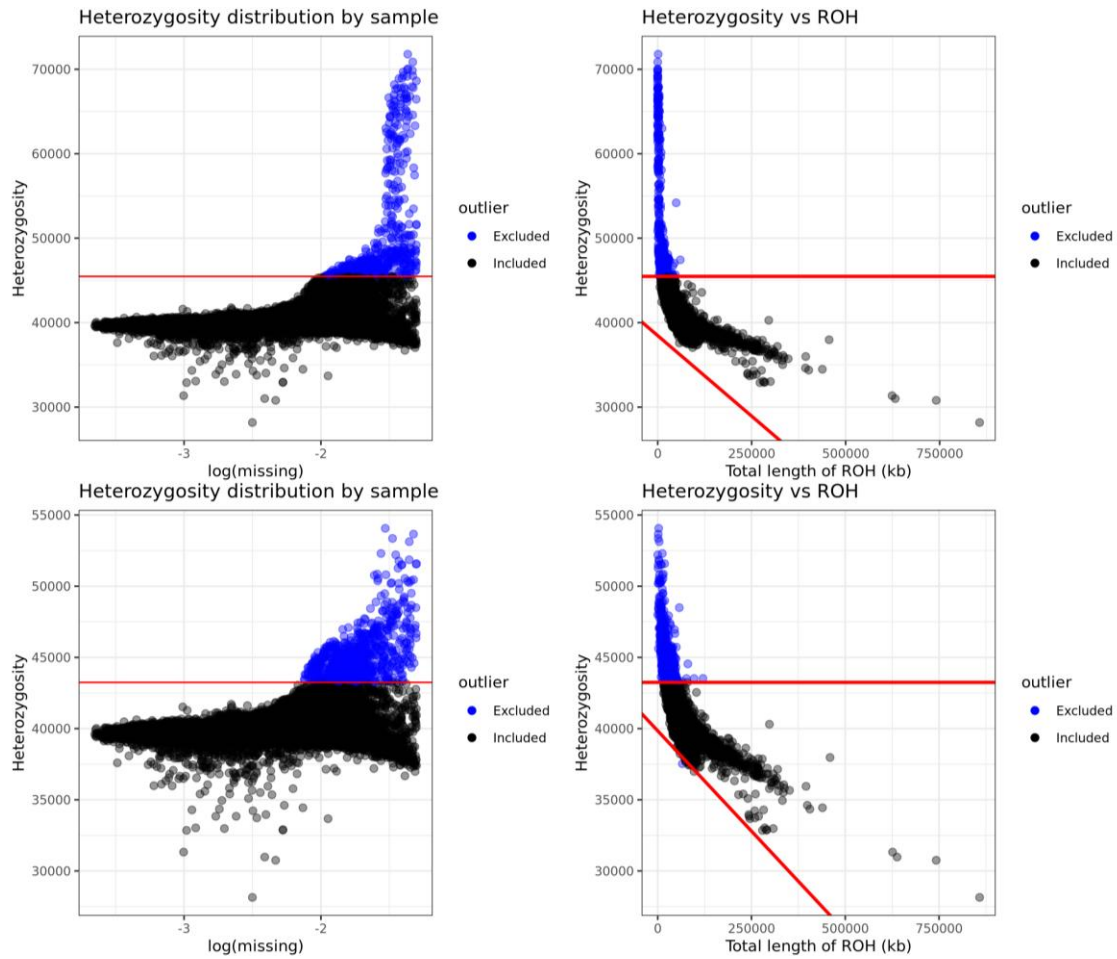 Heterozygosity distribution by sample
70000
60000
50000
40000
30000
Heterozygosity
-3
-2
log(missing)
outlier
Excluded
Included
Heterozygosity vs ROH
70000
60000
50000
40000
30000
Heterozygosity
0
250000
500000
750000
Total length of ROH (kb)
outlier
Excluded
Included
Heterozygosity distribution by sample
55000
50000
45000
40000
35000
30000
Heterozygosity
-3
-2
log(missing)
outlier
Excluded
Included
Heterozygosity vs ROH
55000
50000
45000
40000
35000
30000
Heterozygosity
0
250000
500000
750000
Total length of ROH (kb)
outlier
Excluded
Included